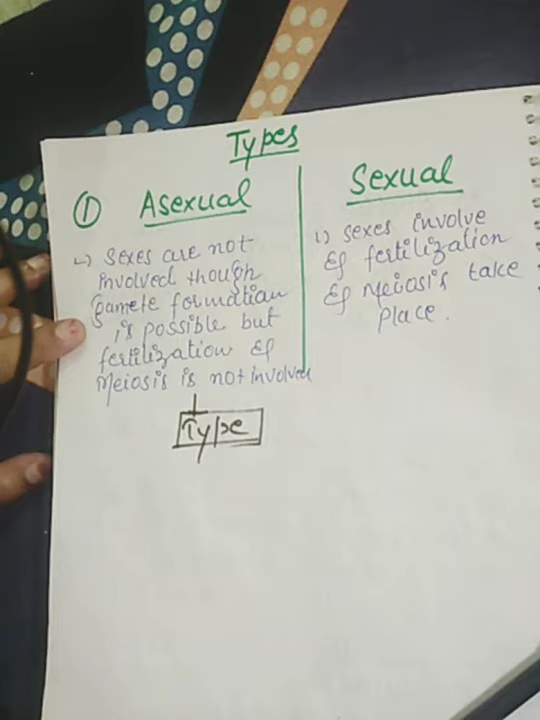 Types
① Asexual
↳ Sexes are not
involved though
Gamete formation
is possible but
fertilization &
Meiosis is not involved
Type
Sexual
↳ Sexes involve
& fertilization
& Meiosis take
place.